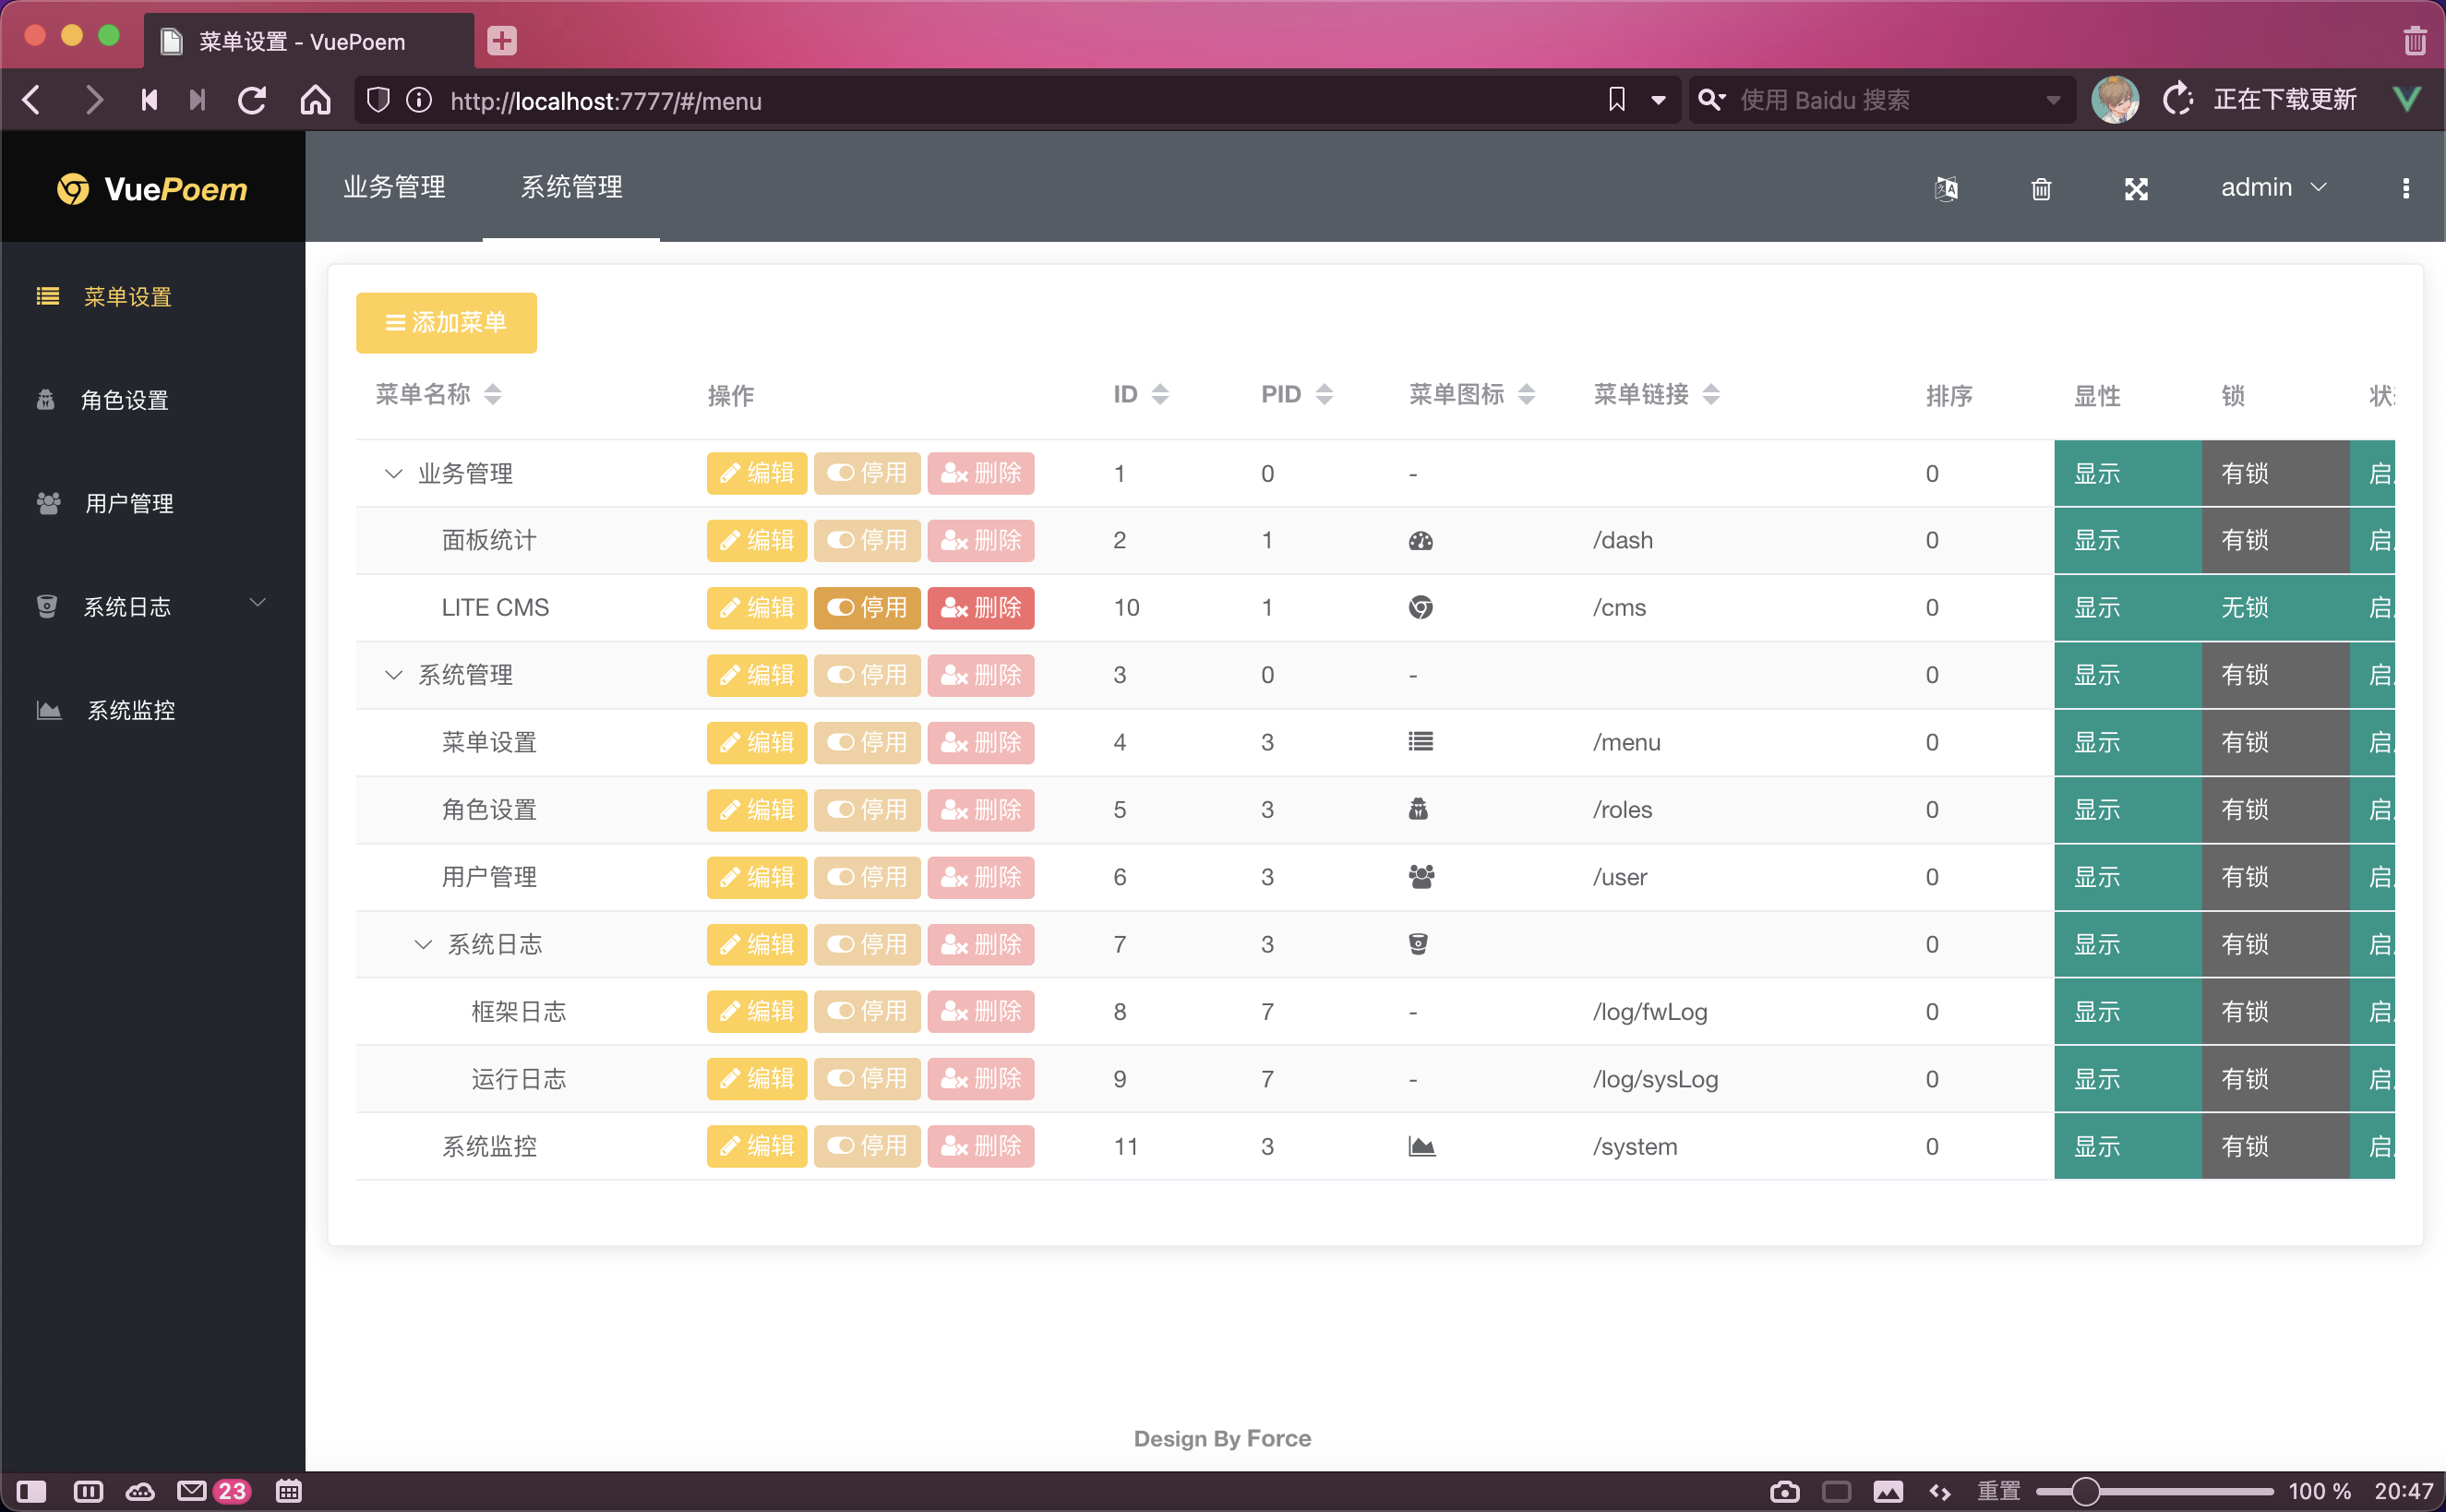 菜单设置 - VuePoem
http://localhost:7777/#/menu
使用 Baidu 搜索
正在下载更新
VuePoem
业务管理 系统管理
admin
菜单设置
角色设置
用户管理
系统日志
系统监控
添加菜单
菜单名称 操作 ID PID 菜单图标 菜单链接 排序 显性 锁
业务管理 编辑 停用 删除 1 0 - 0 显示 有锁 启
面板统计 编辑 停用 删除 2 1 /dash 0 显示 有锁 启
LITE CMS 编辑 停用 删除 10 1 /cms 0 显示 无锁 启
系统管理 编辑 停用 删除 3 0 - 0 显示 有锁 启
菜单设置 编辑 停用 删除 4 3 /menu 0 显示 有锁 启
角色设置 编辑 停用 删除 5 3 /roles 0 显示 有锁 启
用户管理 编辑 停用 删除 6 3 /user 0 显示 有锁 启
系统日志 编辑 停用 删除 7 3 0 显示 有锁 启
框架日志 编辑 停用 删除 8 7 - /log/fwLog 0 显示 有锁 启
运行日志 编辑 停用 删除 9 7 - /log/sysLog 0 显示 有锁 启
系统监控 编辑 停用 删除 11 3 /system 0 显示 有锁 启
Design By Force
23
重置
100 %
20:47